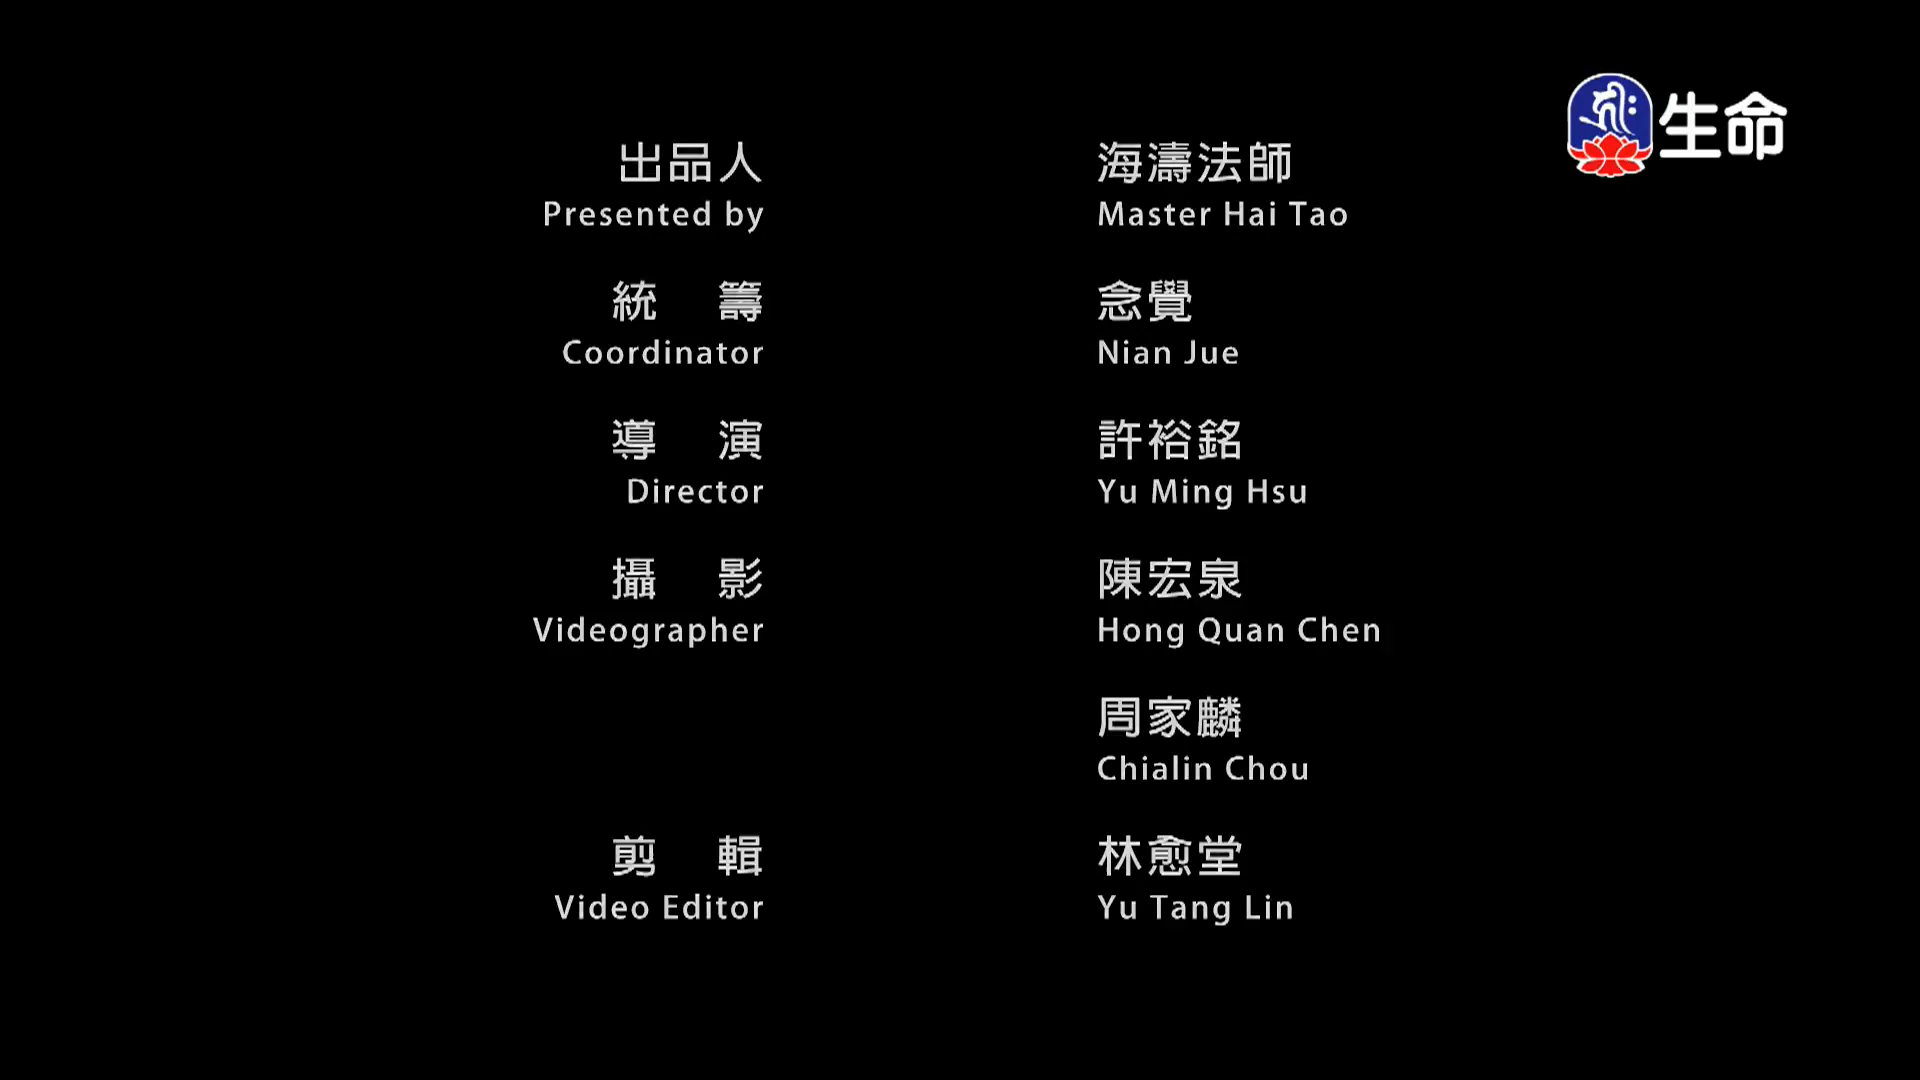 生命
出品人 海濤法師
Presented by Master Hai Tao
統 籌 念覺
Coordinator Nian Jue
導 演 許裕銘
Director Yu Ming Hsu
攝 影 陳宏泉
Videographer Hong Quan Chen
周家麟
Chialin Chou
剪 輯 林愈堂
Video Editor Yu Tang Lin